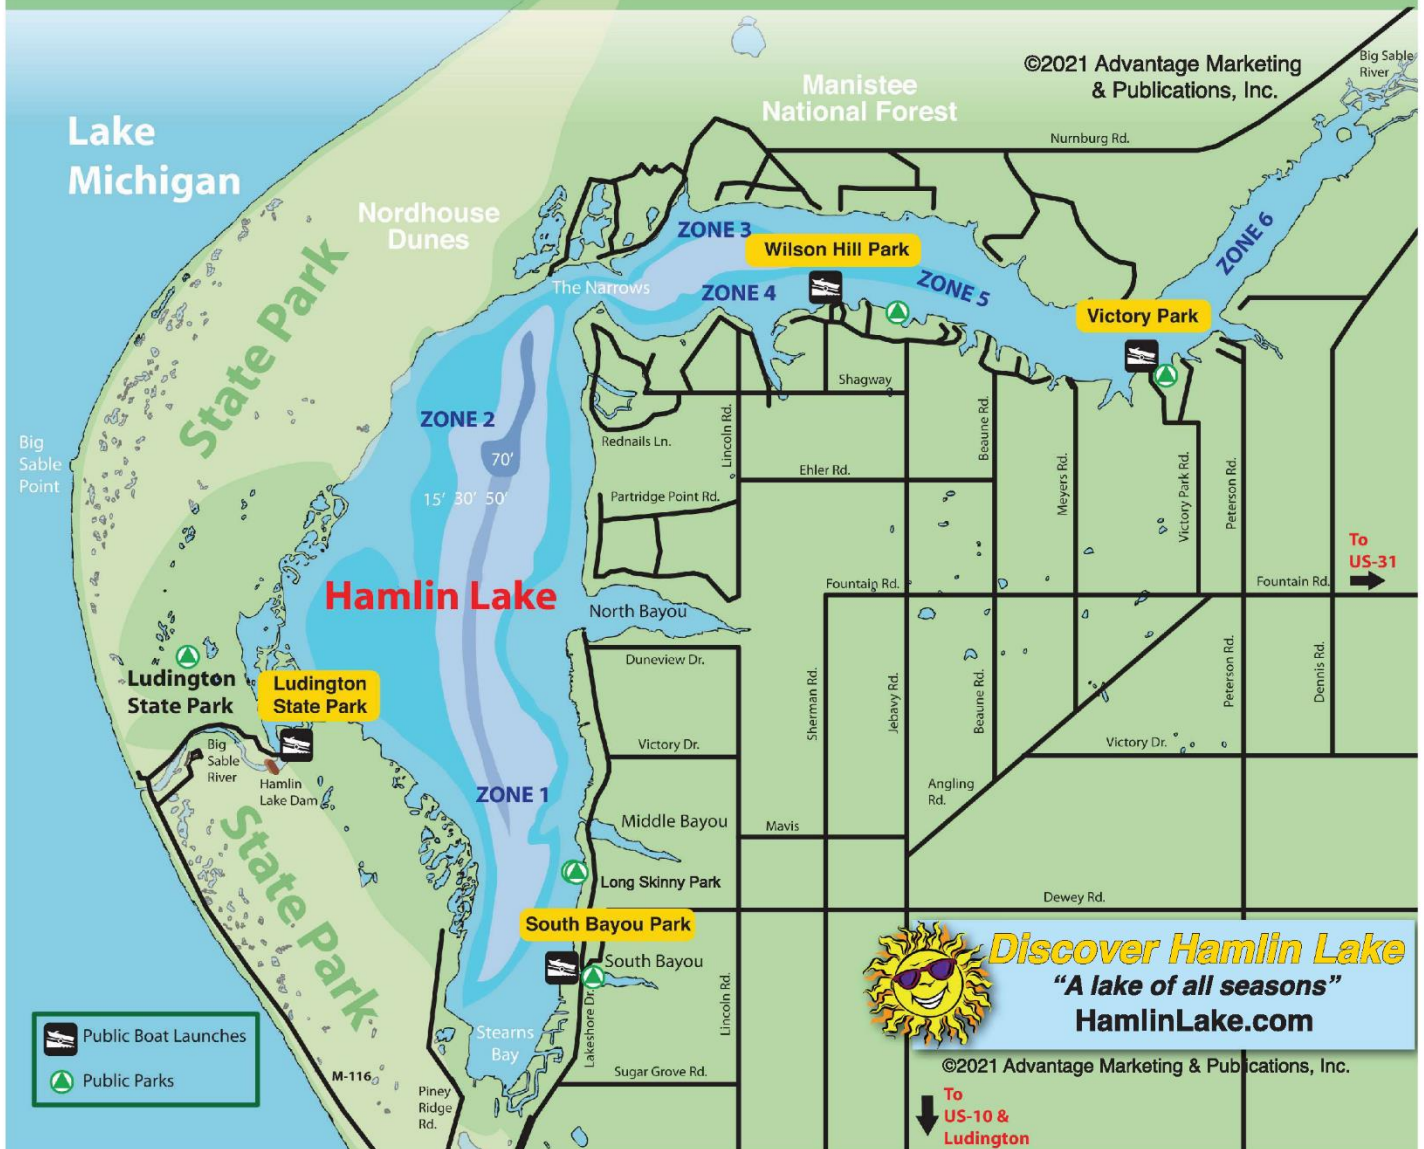 ©2021 Advantage Marketing
& Publications, Inc.
Big Sable
River
Manistee
National Forest
Nurnburg Rd.
Lake
Michigan
Nordhouse
Dunes
State Park
ZONE 3
ZONE 6
Wilson Hill Park
The Narrows
ZONE 4
ZONE 5
Victory Park
Shagway
ZONE 2
Rednails Ln.
Lincoln Rd.
Beaune Rd.
Big
Sable
Point
70'
15' 30' 50'
Ehler Rd.
Partridge Point Rd.
Meyers Rd.
Victory Park Rd.
Peterson Rd.
To
US-31
Hamlin Lake
Fountain Rd.
Fountain Rd.
North Bayou
Duneview Dr.
Ludington
State Park
Ludington
State Park
Sherman Rd.
Jebavy Rd.
Beaune Rd.
Peterson Rd.
Dennis Rd.
Big
Sable
River
Hamlin
Lake Dam
Victory Dr.
Victory Dr.
ZONE 1
Angling
Rd.
State Park
Middle Bayou
Mavis
Long Skinny Park
Dewey Rd.
South Bayou Park
South Bayou
Lakeshore Dr.
Lincoln Rd.
Discover Hamlin Lake
"A lake of all seasons"
HamlinLake.com
©2021 Advantage Marketing & Publications, Inc.
Stearns
Bay
Public Boat Launches
Public Parks
M-116
Piney
Ridge
Rd.
Sugar Grove Rd.
To
US-10 &
Ludington